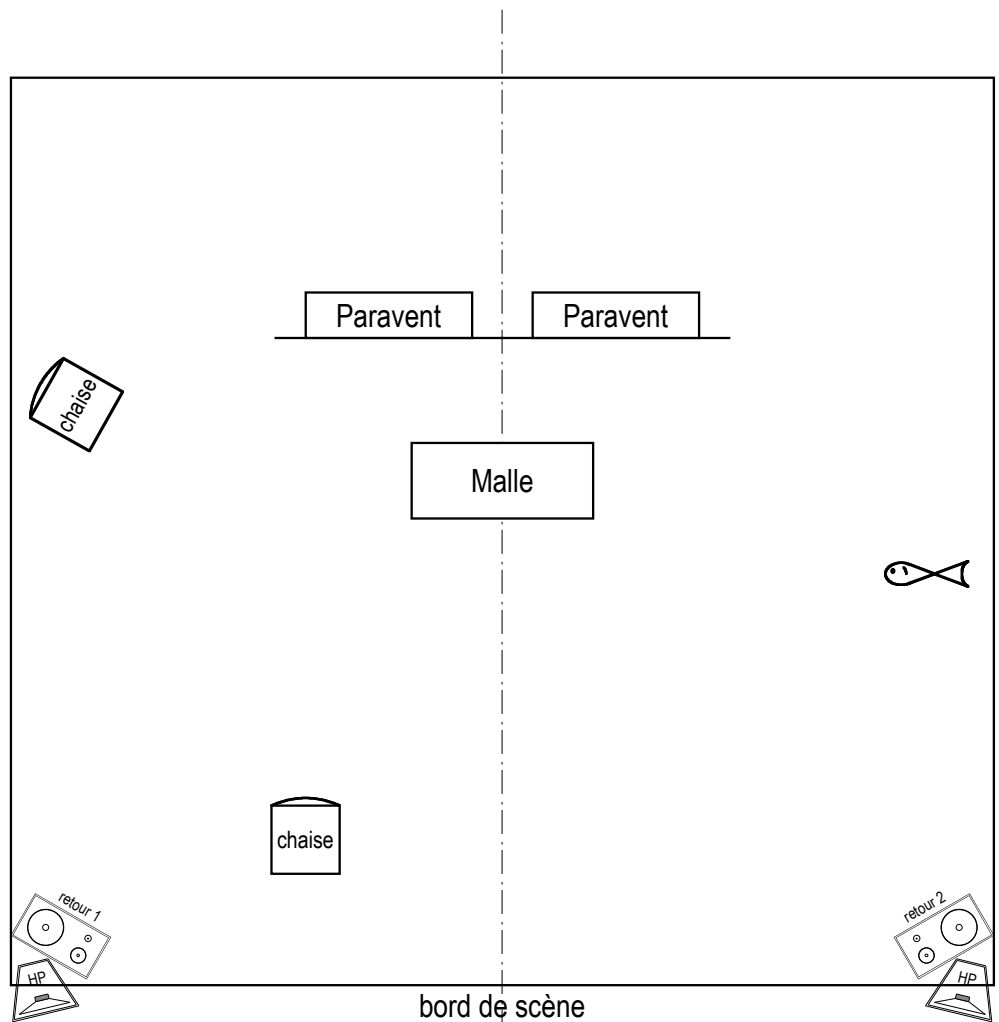 Paravent
Paravent
chaise
Malle
chaise
retour 1
retour 2
HP
HP
bord de scène